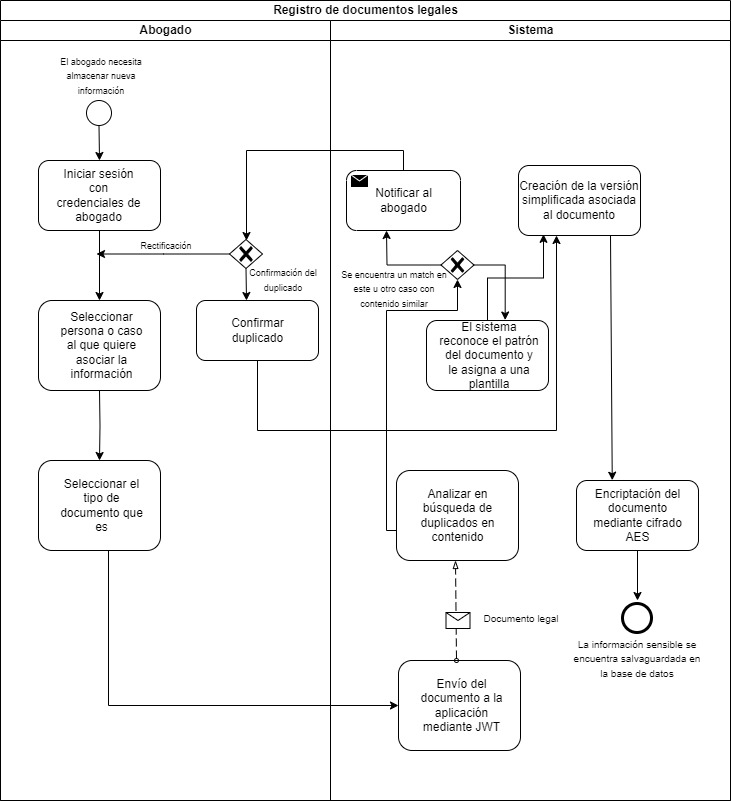 Registro de documentos legales
Abogado
Sistema
El abogado necesita
almacenar nueva
información
Iniciar sesión
con
credenciales de
abogado
Notificar al
abogado
Creación de la versión
simplificada asociada
al documento
Rectificación
Confirmación del
duplicado
Se encuentra un match en
este u otro caso con
contenido similar
Seleccionar
persona o caso
al que quiere
asociar la
información
Confirmar
duplicado
El sistema
reconoce el patrón
del documento y
le asigna a una
plantilla
Seleccionar el
tipo de
documento que
es
Analizar en
búsqueda de
duplicados en
contenido
Encriptación del
documento
mediante cifrado
AES
Documento legal
La información sensible se
encuentra salvaguardada en
la base de datos
Envío del
documento a la
aplicación
mediante JWT